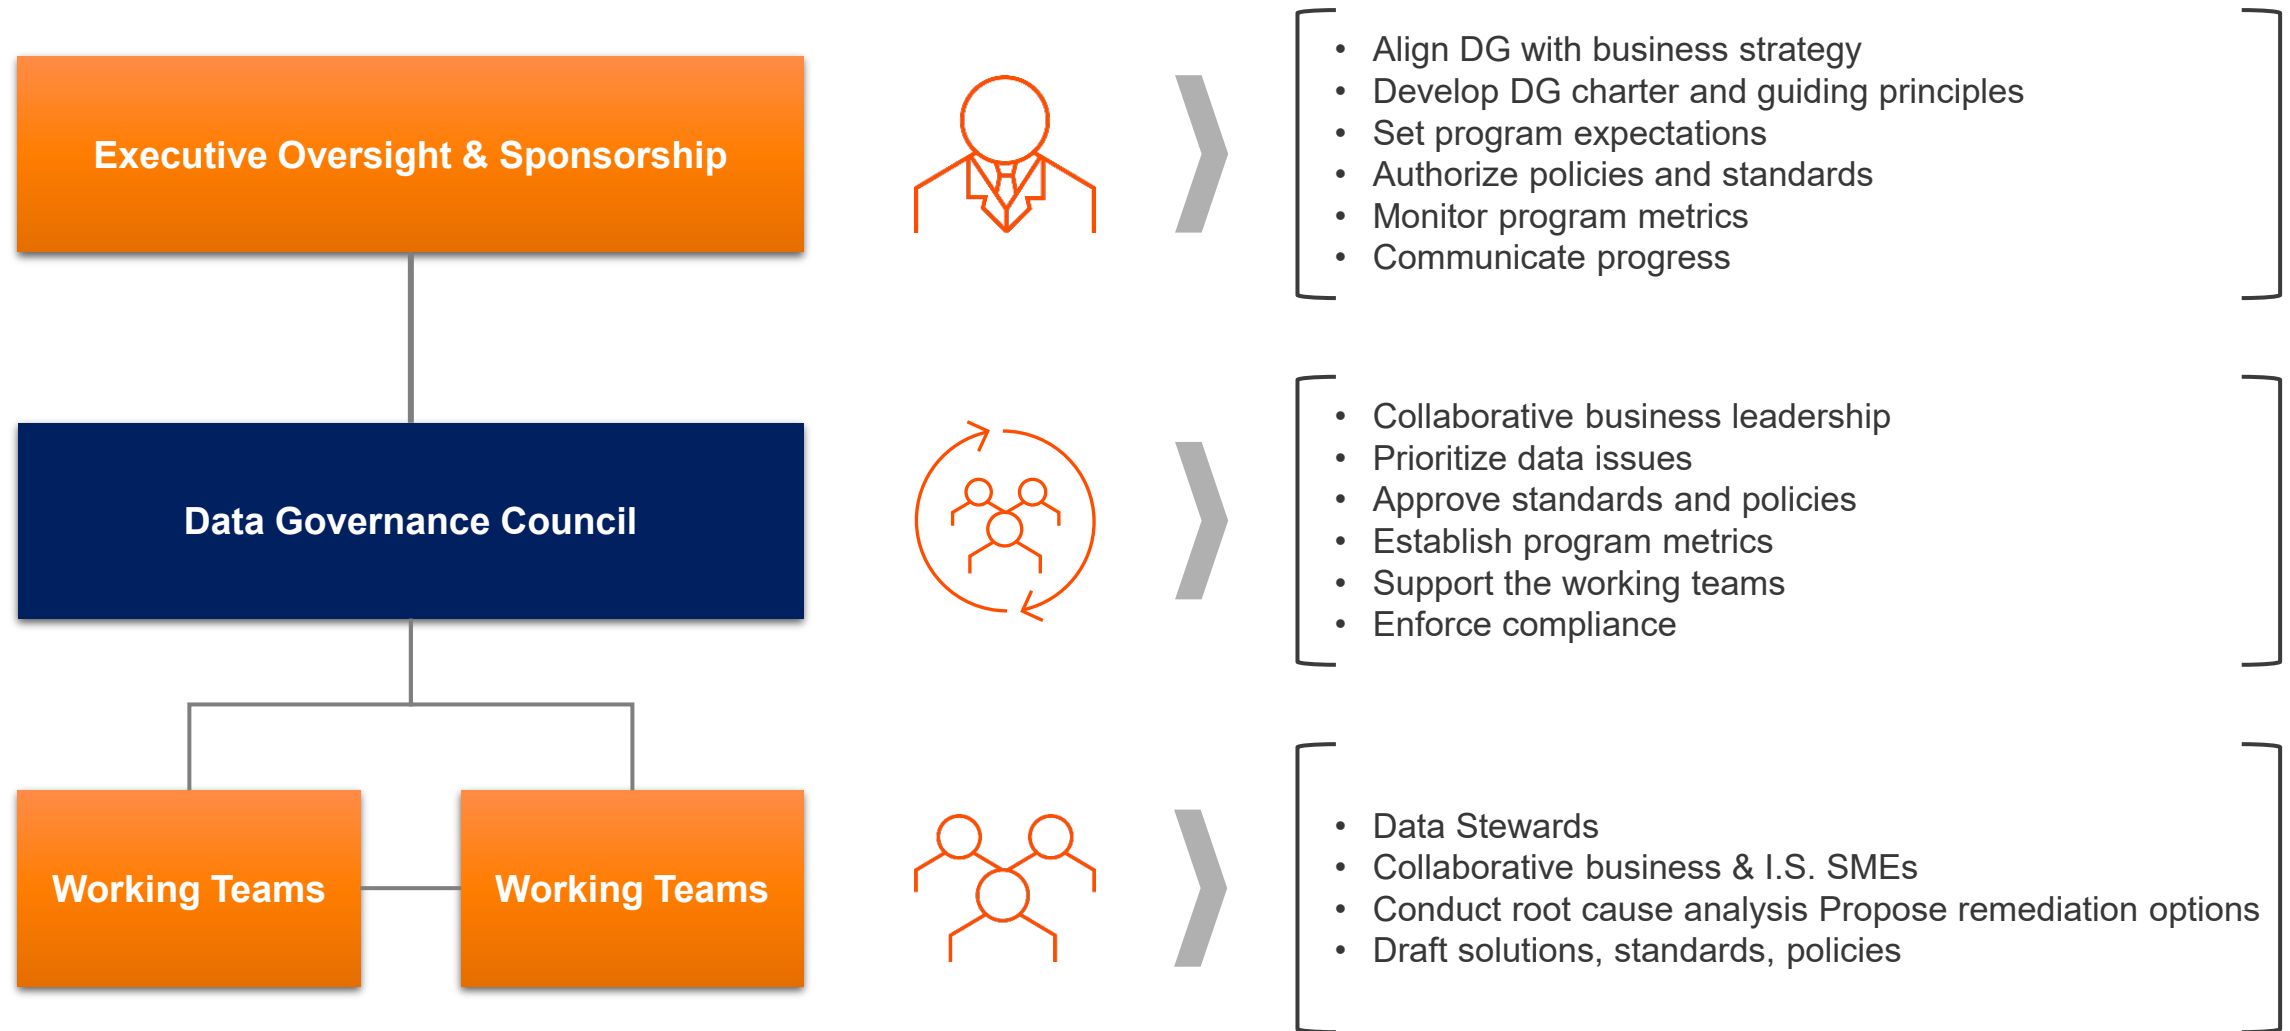 Executive Oversight & Sponsorship
• Align DG with business strategy
• Develop DG charter and guiding principles
• Set program expectations
• Authorize policies and standards
• Monitor program metrics
• Communicate progress
Data Governance Council
• Collaborative business leadership
• Prioritize data issues
• Approve standards and policies
• Establish program metrics
• Support the working teams
• Enforce compliance
Working Teams
Working Teams
• Data Stewards
• Collaborative business & I.S. SMEs
• Conduct root cause analysis Propose remediation options
• Draft solutions, standards, policies